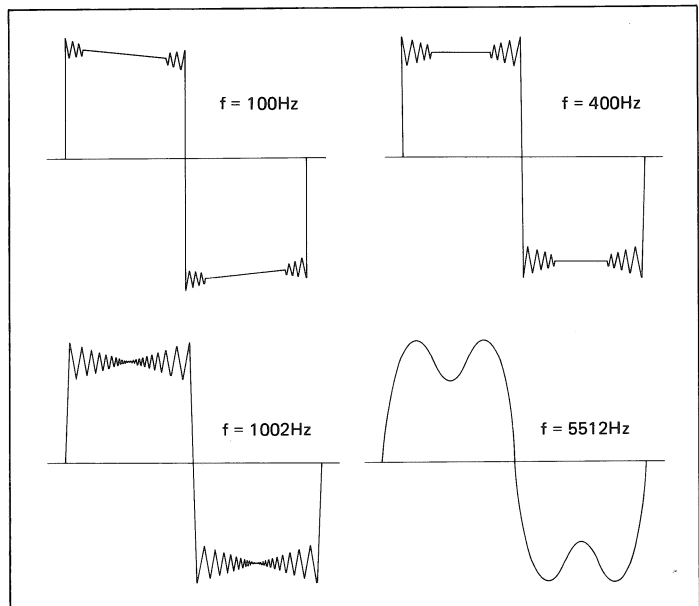 f = 100Hz
f = 400Hz
f = 1002Hz
f = 5512Hz